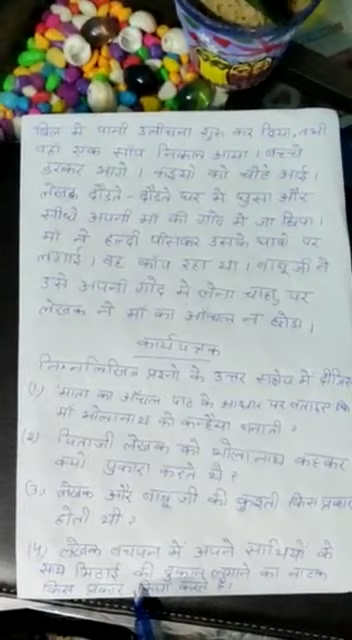 बिल में पानी उलीचना शुरू कर दिया, तभी
वहाँ एक साँप निकल आया। बच्चे
डरकर भागे। कइयों को चोटें आई।
लेखक दौड़ते-दौड़ते घर में घुसा और
सीधे अपनी माँ की गोद में जा छिपा।
माँ ने हल्दी पीसकर उसके घावों पर
लगाई। वह काँप रहा था। बाबूजी ने
उसे अपनी गोद में लेना चाहा, पर
लेखक ने माँ का आँचल न छोड़ा।
कार्यपत्रक
निम्नलिखित प्रश्नों के उत्तर संक्षेप में दीजिए
(1) 'माता का आँचल पाठ के आधार पर बताइए कि
माँ भोलानाथ को कन्हैया बनाती?
(2) पिताजी लेखक को भोलानाथ कहकर
क्यों पुकारा करते थे?
(3) लेखक और बाबूजी की कुश्ती किस प्रकार
होती थी?
(4) लेखक बचपन में अपने साथियों के
साथ मिठाई की दुकान लगाने का नाटक
किस प्रकार किया करते थे।